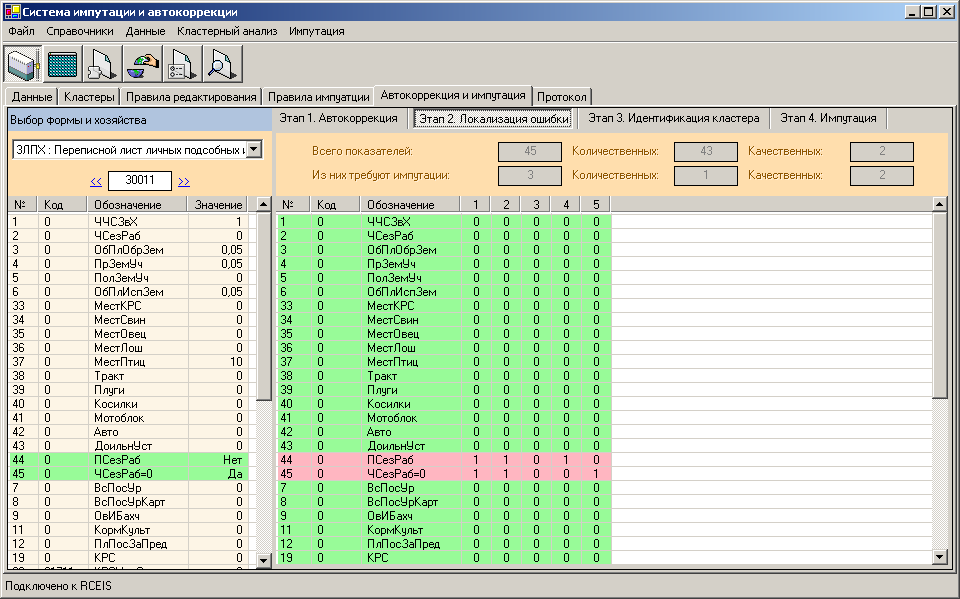 Система импутации и автокоррекции
Файл Справочники Данные Кластерный анализ Импутация
Данные Кластеры Правила редактирования Правила импуатции Автокоррекция и импутация Протокол
Выбор формы и хозяйства
Этап 1. Автокоррекция Этап 2. Локализация ошибки Этап 3. Идентификация кластера Этап 4. Импутация
ЗЛПХ : Переписной лист личных подсобных
<< 30011 >>
Всего показателей: 45 Количественных: 43 Качественных: 2
Из них требуют импутации: 3 Количественных: 1 Качественных: 2
№ Код Обозначение Значение
1 0 ЧЧСЗвХ 1
2 0 ЧСезРаб 0
3 0 ОбПлОбрЗем 0,05
4 0 ПрЗемУч 0,05
5 0 ПолЗемУч 0
6 0 ОбПлИспЗем 0,05
33 0 МестКРС 0
34 0 МестСвин 0
35 0 МестОвец 0
36 0 МестЛош 0
37 0 МестПтиц 10
38 0 Тракт 0
39 0 Плуги 0
40 0 Косилки 0
41 0 Мотоблок 0
42 0 Авто 0
43 0 ДоильнУст 0
44 0 ПСезРаб Нет
45 0 ЧСезРаб=0 Да
7 0 ВсПосУр 0
8 0 ВсПосУрКарт 0
9 0 ОвИБахч 0
11 0 КормКульт 0
12 0 ПлПосЗаПред 0
19 0 КРС 0
№ Код Обозначение 1 2 3 4 5
1 0 ЧЧСЗвХ 0 0 0 0 0
2 0 ЧСезРаб 0 0 0 0 0
3 0 ОбПлОбрЗем 0 0 0 0 0
4 0 ПрЗемУч 0 0 0 0 0
5 0 ПолЗемУч 0 0 0 0 0
6 0 ОбПлИспЗем 0 0 0 0 0
33 0 МестКРС 0 0 0 0 0
34 0 МестСвин 0 0 0 0 0
35 0 МестОвец 0 0 0 0 0
36 0 МестЛош 0 0 0 0 0
37 0 МестПтиц 0 0 0 0 0
38 0 Тракт 0 0 0 0 0
39 0 Плуги 0 0 0 0 0
40 0 Косилки 0 0 0 0 0
41 0 Мотоблок 0 0 0 0 0
42 0 Авто 0 0 0 0 0
43 0 ДоильнУст 0 0 0 0 0
44 0 ПСезРаб 1 1 0 1 0
45 0 ЧСезРаб=0 1 1 0 0 1
7 0 ВсПосУр 0 0 0 0 0
8 0 ВсПосУрКарт 0 0 0 0 0
9 0 ОвИБахч 0 0 0 0 0
11 0 КормКульт 0 0 0 0 0
12 0 ПлПосЗаПред 0 0 0 0 0
19 0 КРС 0 0 0 0 0
Подключено к RCEIS